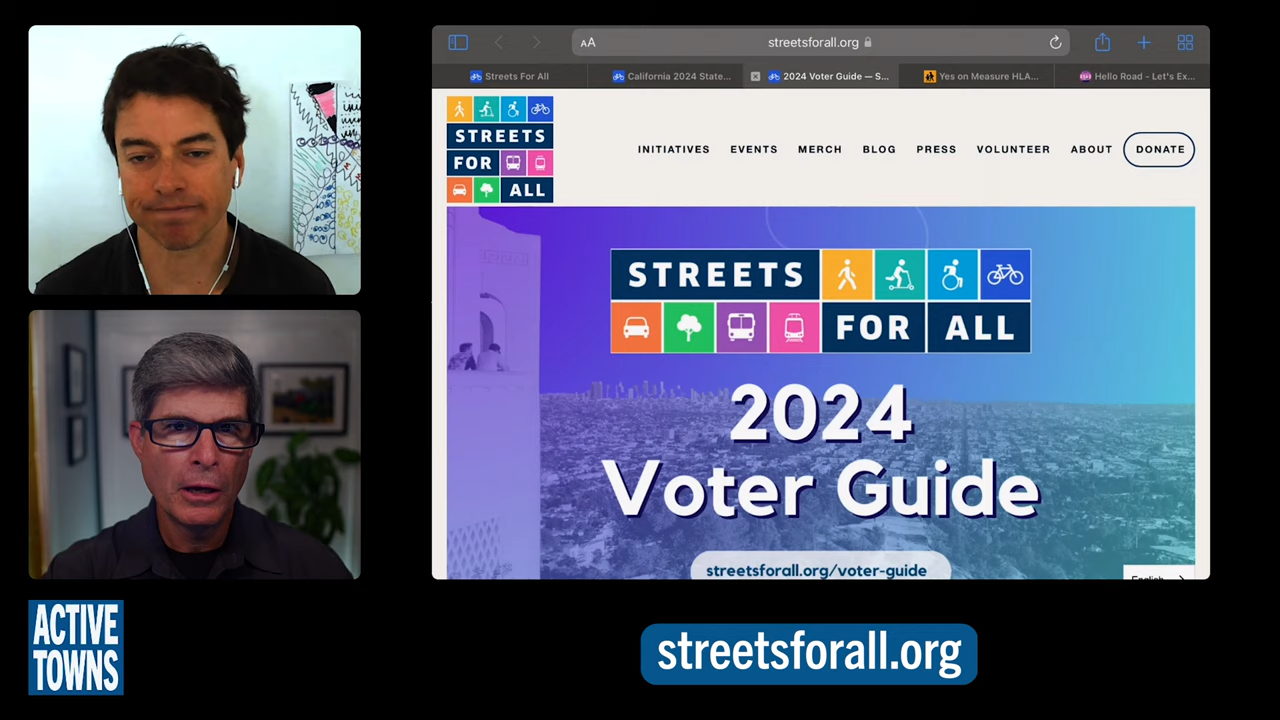 AA
streetsforall.org
Streets For All
California 2024 State...
2024 Voter Guide — S...
Yes on Measure HLA...
Hello Road - Let's Ex...
STREETS
FOR
ALL
INITIATIVES
EVENTS
MERCH
BLOG
PRESS
VOLUNTEER
ABOUT
DONATE
STREETS
FOR ALL
2024
Voter Guide
streetsforall.org/voter-guide
English
ACTIVE
TOWNS
streetsforall.org